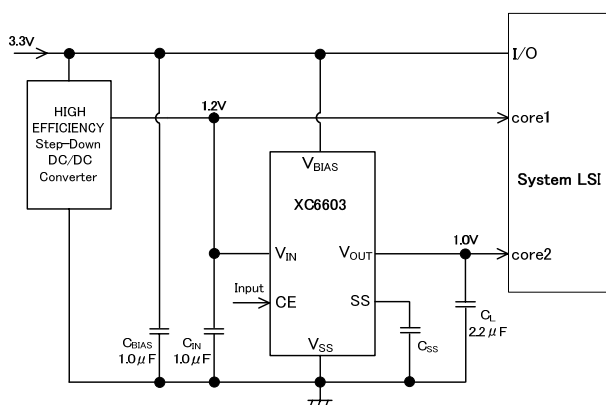 3.3V
I/O
HIGH
EFFICIENCY
Step-Down
DC/DC
Converter
1.2V
core1
System LSI
VBIAS
XC6603
VIN
VOUT
1.0V
core2
Input
CE
SS
VSS
CBIAS
1.0μF
CIN
1.0μF
CSS
CL
2.2μF